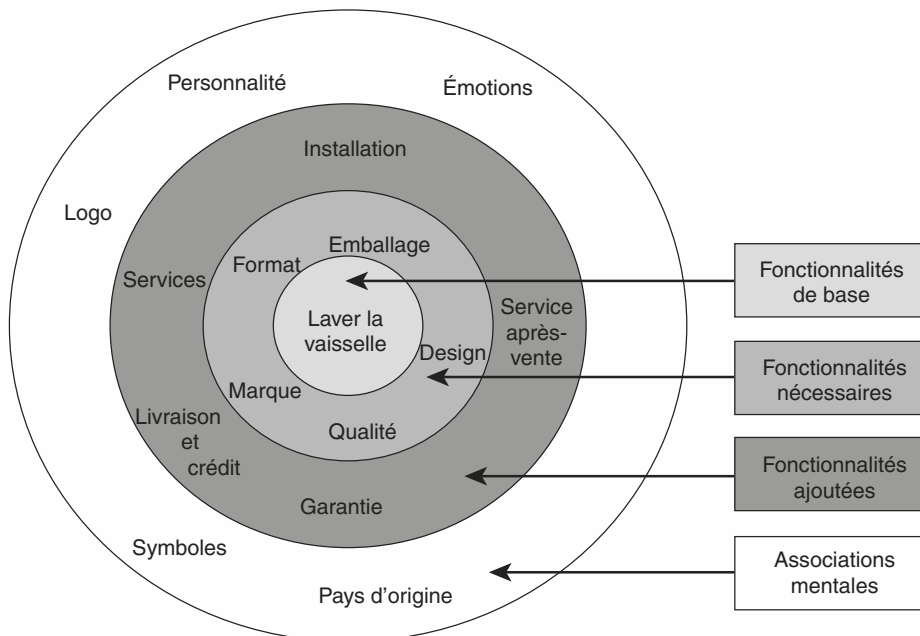 Personnalité
Émotions
Installation
Logo
Emballage
Format
Services
Laver la
vaisselle
Service
après-
vente
Design
Marque
Livraison
et
crédit
Qualité
Garantie
Symboles
Pays d'origine
Fonctionnalités
de base
Fonctionnalités
nécessaires
Fonctionnalités
ajoutées
Associations
mentales